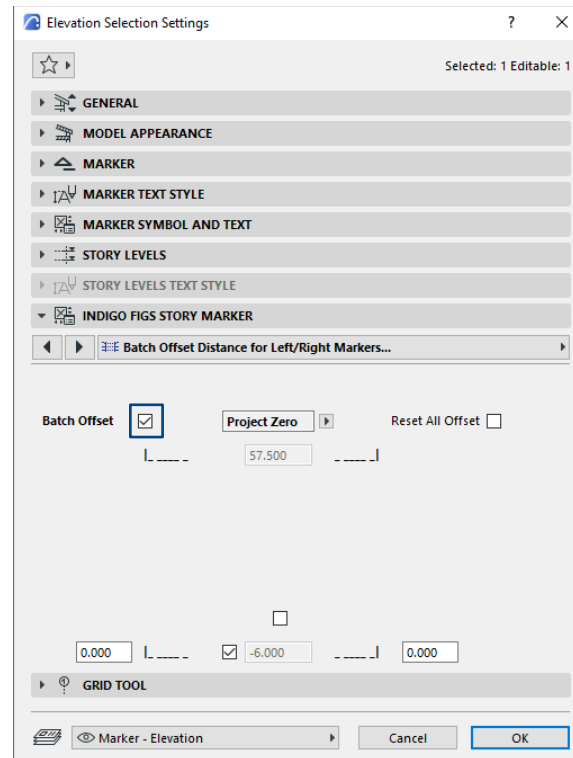 Elevation Selection Settings ? ×
Selected: 1 Editable: 1
GENERAL
MODEL APPEARANCE
MARKER
MARKER TEXT STYLE
MARKER SYMBOL AND TEXT
STORY LEVELS
STORY LEVELS TEXT STYLE
INDIGO FIGS STORY MARKER
Batch Offset Distance for Left/Right Markers...
Batch Offset Project Zero Reset All Offset
57.500
0.000 -6.000 0.000
GRID TOOL
Marker - Elevation Cancel OK